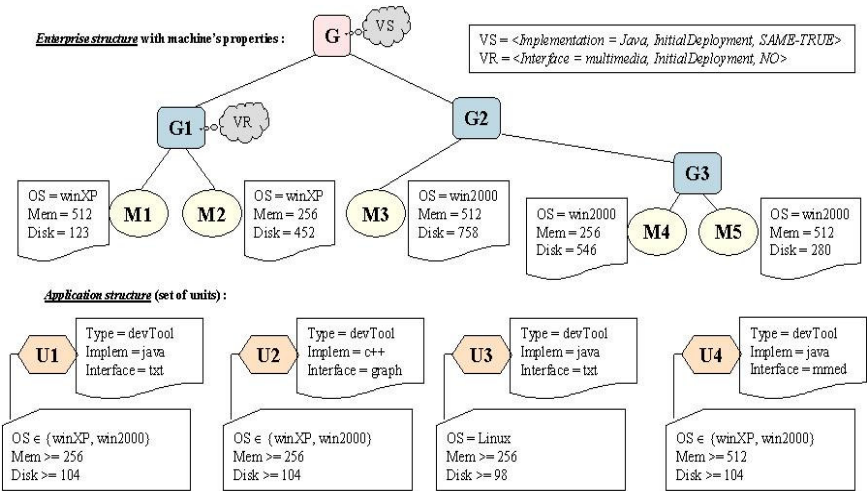 Enterprise structure with machine's properties :
G
VS
VS = <Implementation = Java, InitialDeployment, SAME-TRUE>
VR = <Interface = multimedia, InitialDeployment, NO>
G1
VR
G2
G3
OS = winXP
Mem = 512
Disk = 123
M1
M2
OS = winXP
Mem = 256
Disk = 452
M3
OS = win2000
Mem = 512
Disk = 758
OS = win2000
Mem = 256
Disk = 546
M4
M5
OS = win2000
Mem = 512
Disk = 280
Application structure (set of units) :
U1
Type = devTool
Implem = java
Interface = txt
U2
Type = devTool
Implem = c++
Interface = graph
U3
Type = devTool
Implem = java
Interface = txt
U4
Type = devTool
Implem = java
Interface = mmed
OS ∈ {winXP, win2000}
Mem >= 256
Disk >= 104
OS ∈ {winXP, win2000}
Mem >= 256
Disk >= 104
OS = Linux
Mem >= 256
Disk >= 98
OS ∈ {winXP, win2000}
Mem >= 512
Disk >= 104